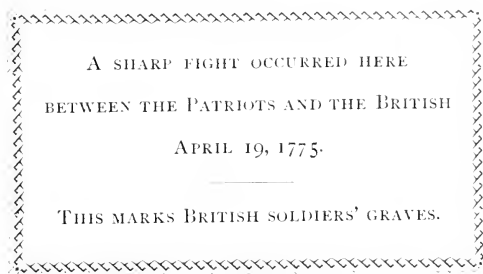 A SHARP FIGHT OCCURRED HERE
BETWEEN THE PATRIOTS AND THE BRITISH
APRIL 19, 1775.
THIS MARKS BRITISH SOLDIERS' GRAVES.